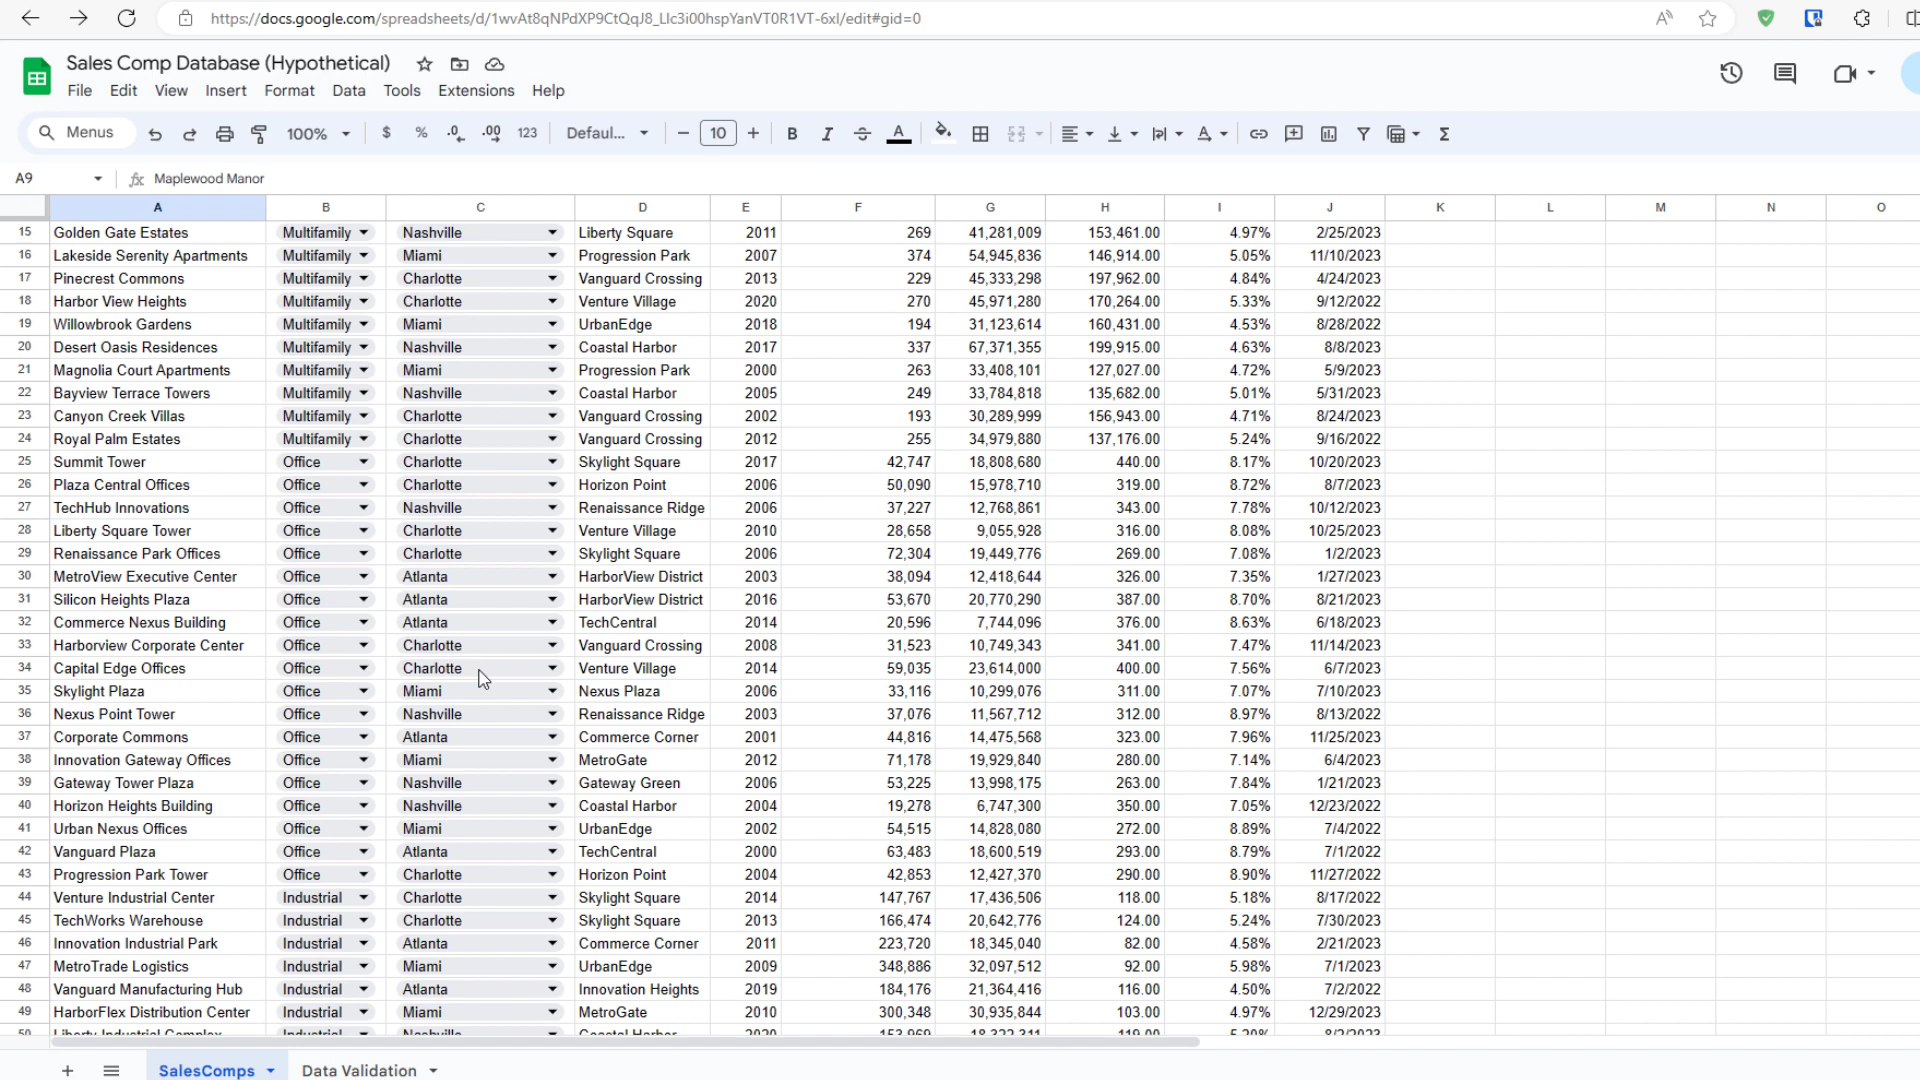 https://docs.google.com/spreadsheets/d/1wvAt8qNPdXP9CtQqJ8_Llc3i00hspYanVT0R1VT-6xI/edit#gid=0
Sales Comp Database (Hypothetical)
File Edit View Insert Format Data Tools Extensions Help
Menus 100% $ % .0 .00 123 Defaul... 10 B I A Σ
A9 fx Maplewood Manor
A B C D E F G H I J K L M N O
15 Golden Gate Estates Multifamily Nashville Liberty Square 2011 269 41,281,009 153,461.00 4.97% 2/25/2023
16 Lakeside Serenity Apartments Multifamily Miami Progression Park 2007 374 54,945,836 146,914.00 5.05% 11/10/2023
17 Pinecrest Commons Multifamily Charlotte Vanguard Crossing 2013 229 45,333,298 197,962.00 4.84% 4/24/2023
18 Harbor View Heights Multifamily Charlotte Venture Village 2020 270 45,971,280 170,264.00 5.33% 9/12/2022
19 Willowbrook Gardens Multifamily Miami UrbanEdge 2018 194 31,123,614 160,431.00 4.53% 8/28/2022
20 Desert Oasis Residences Multifamily Nashville Coastal Harbor 2017 337 67,371,355 199,915.00 4.63% 8/8/2023
21 Magnolia Court Apartments Multifamily Miami Progression Park 2000 263 33,408,101 127,027.00 4.72% 5/9/2023
22 Bayview Terrace Towers Multifamily Nashville Coastal Harbor 2005 249 33,784,818 135,682.00 5.01% 5/31/2023
23 Canyon Creek Villas Multifamily Charlotte Vanguard Crossing 2002 193 30,289,999 156,943.00 4.71% 8/24/2023
24 Royal Palm Estates Multifamily Charlotte Vanguard Crossing 2012 255 34,979,880 137,176.00 5.24% 9/16/2022
25 Summit Tower Office Charlotte Skylight Square 2017 42,747 18,808,680 440.00 8.17% 10/20/2023
26 Plaza Central Offices Office Charlotte Horizon Point 2006 50,090 15,978,710 319.00 8.72% 8/7/2023
27 TechHub Innovations Office Nashville Renaissance Ridge 2006 37,227 12,768,861 343.00 7.78% 10/12/2023
28 Liberty Square Tower Office Charlotte Venture Village 2010 28,658 9,055,928 316.00 8.08% 10/25/2023
29 Renaissance Park Offices Office Charlotte Skylight Square 2006 72,304 19,449,776 269.00 7.08% 1/2/2023
30 MetroView Executive Center Office Atlanta HarborView District 2003 38,094 12,418,644 326.00 7.35% 1/27/2023
31 Silicon Heights Plaza Office Atlanta HarborView District 2016 53,670 20,770,290 387.00 8.70% 8/21/2023
32 Commerce Nexus Building Office Atlanta TechCentral 2014 20,596 7,744,096 376.00 8.63% 6/18/2023
33 Harborview Corporate Center Office Charlotte Vanguard Crossing 2008 31,523 10,749,343 341.00 7.47% 11/14/2023
34 Capital Edge Offices Office Charlotte Venture Village 2014 59,035 23,614,000 400.00 7.56% 6/7/2023
35 Skylight Plaza Office Miami Nexus Plaza 2006 33,116 10,299,076 311.00 7.07% 7/10/2023
36 Nexus Point Tower Office Nashville Renaissance Ridge 2003 37,076 11,567,712 312.00 8.97% 8/13/2022
37 Corporate Commons Office Atlanta Commerce Corner 2001 44,816 14,475,568 323.00 7.96% 11/25/2023
38 Innovation Gateway Offices Office Miami MetroGate 2012 71,178 19,929,840 280.00 7.14% 6/4/2023
39 Gateway Tower Plaza Office Nashville Gateway Green 2006 53,225 13,998,175 263.00 7.84% 1/21/2023
40 Horizon Heights Building Office Nashville Coastal Harbor 2004 19,278 6,747,300 350.00 7.05% 12/23/2022
41 Urban Nexus Offices Office Miami UrbanEdge 2002 54,515 14,828,080 272.00 8.89% 7/4/2022
42 Vanguard Plaza Office Atlanta TechCentral 2000 63,483 18,600,519 293.00 8.79% 7/1/2022
43 Progression Park Tower Office Charlotte Horizon Point 2004 42,853 12,427,370 290.00 8.90% 11/27/2022
44 Venture Industrial Center Industrial Charlotte Skylight Square 2014 147,767 17,436,506 118.00 5.18% 8/17/2022
45 TechWorks Warehouse Industrial Charlotte Skylight Square 2013 166,474 20,642,776 124.00 5.24% 7/30/2023
46 Innovation Industrial Park Industrial Atlanta Commerce Corner 2011 223,720 18,345,040 82.00 4.58% 2/21/2023
47 MetroTrade Logistics Industrial Miami UrbanEdge 2009 348,886 32,097,512 92.00 5.98% 7/1/2023
48 Vanguard Manufacturing Hub Industrial Atlanta Innovation Heights 2019 184,176 21,364,416 116.00 4.50% 7/2/2022
49 HarborFlex Distribution Center Industrial Miami MetroGate 2010 300,348 30,935,844 103.00 4.97% 12/29/2023
50 Liberty Industrial Complex Industrial Nashville Coastal Harbor 2020
SalesComps Data Validation